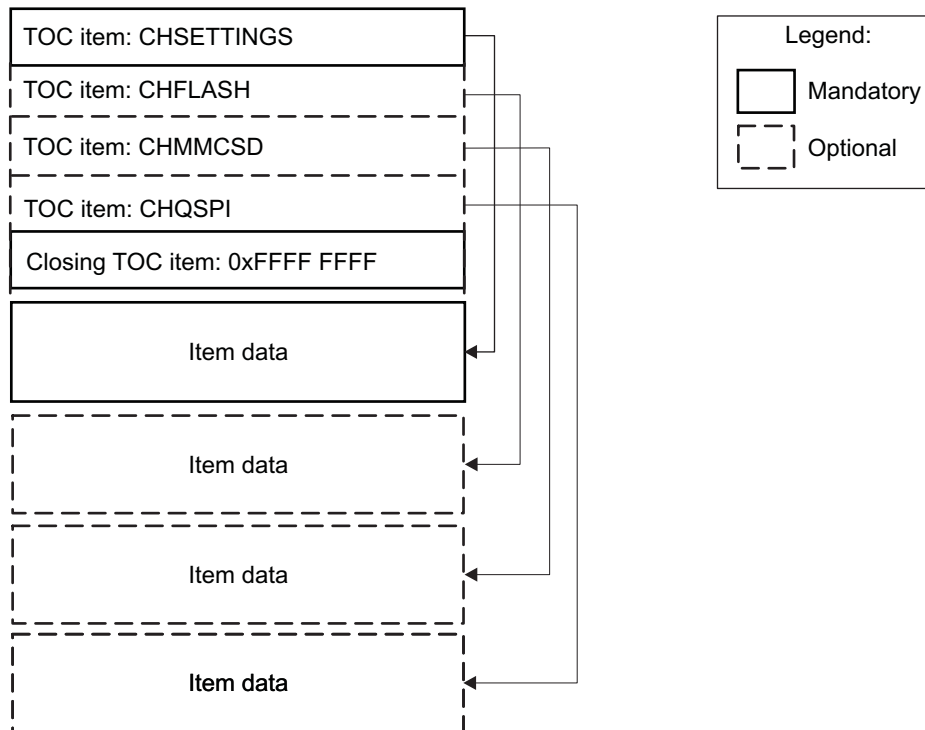 TOC item: CHSETTINGS
TOC item: CHFLASH
TOC item: CHMMCSD
TOC item: CHQSPI
Closing TOC item: 0xFFFF FFFF
Item data
Item data
Item data
Item data
Legend:
Mandatory
Optional